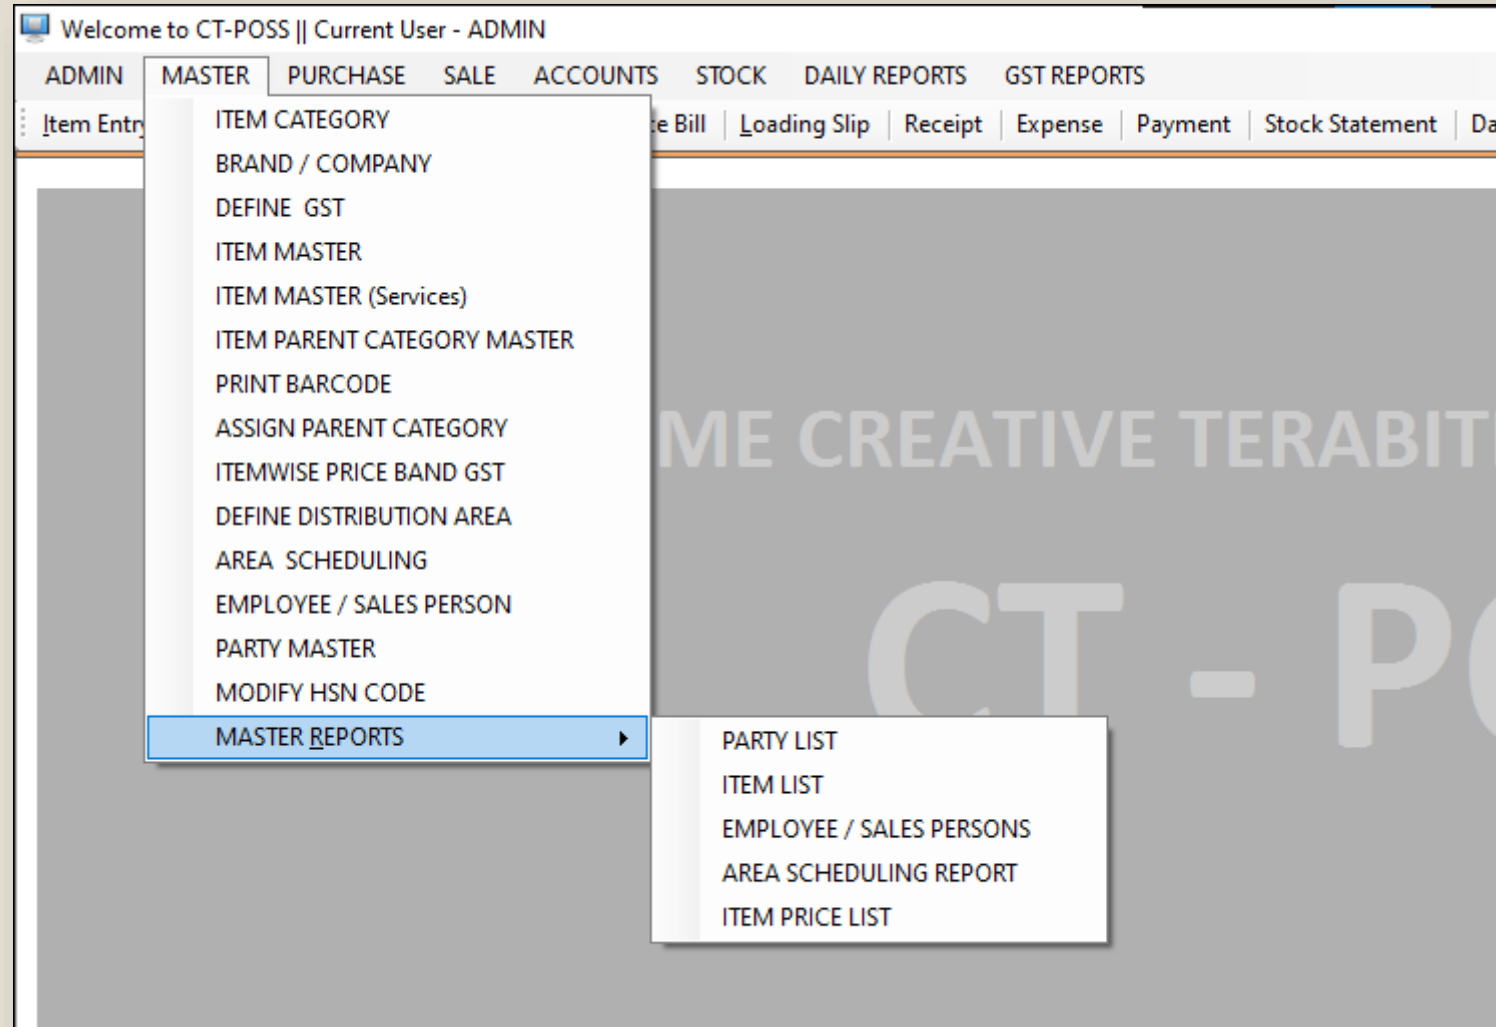 Welcome to CT-POSS || Current User - ADMIN
ADMIN MASTER PURCHASE SALE ACCOUNTS STOCK DAILY REPORTS GST REPORTS
Item Bill Loading Slip Receipt Expense Payment Stock Statement
ITEM CATEGORY
BRAND / COMPANY
DEFINE  GST
ITEM MASTER
ITEM MASTER (Services)
ITEM PARENT CATEGORY MASTER
PRINT BARCODE
ASSIGN PARENT CATEGORY
ITEMWISE PRICE BAND GST
DEFINE DISTRIBUTION AREA
AREA  SCHEDULING
EMPLOYEE / SALES PERSON
PARTY MASTER
MODIFY HSN CODE
MASTER REPORTS
PARTY LIST
ITEM LIST
EMPLOYEE / SALES PERSONS
AREA SCHEDULING REPORT
ITEM PRICE LIST
CREATIVE
CT -